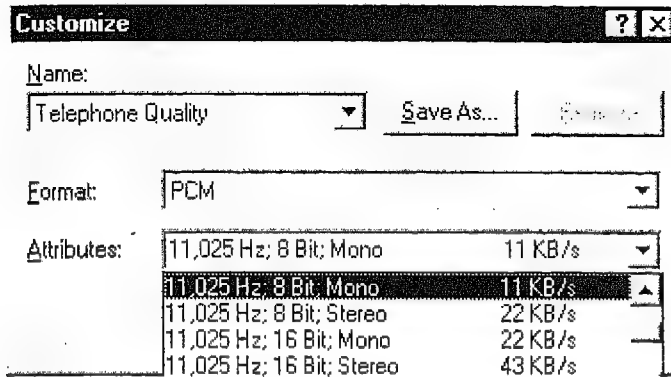 Customize
Name:
Telephone Quality
Save As...
Format:
PCM
Attributes:
11,025 Hz; 8 Bit; Mono 11 KB/s
11,025 Hz; 8 Bit; Mono 11 KB/s
11,025 Hz; 8 Bit; Stereo 22 KB/s
11,025 Hz; 16 Bit; Mono 22 KB/s
11,025 Hz; 16 Bit; Stereo 43 KB/s